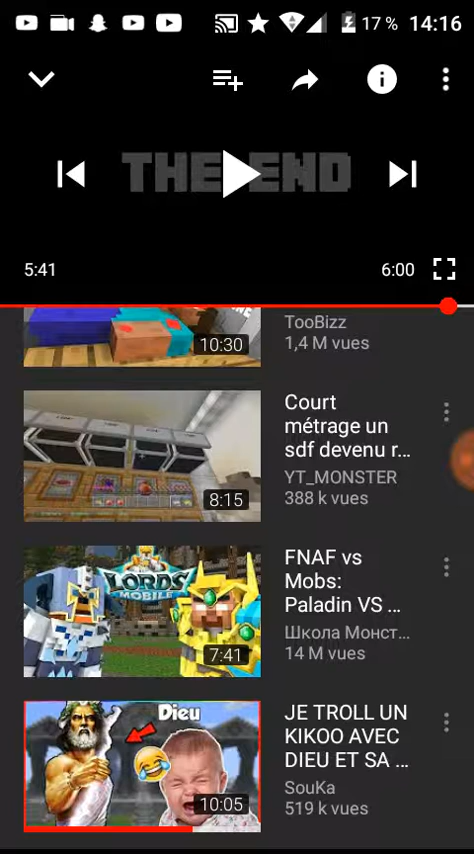 17 % 14:16
THE END
5:41
6:00
TooBizz
1,4 M vues
10:30
Court
métrage un
sdf devenu r...
YT_MONSTER
388 k vues
8:15
FNAF vs
Mobs:
Paladin VS ...
Школа Монст...
14 M vues
LORDS
MOBILE
7:41
JE TROLL UN
KIKOO AVEC
DIEU ET SA ...
SouKa
519 k vues
Dieu
10:05